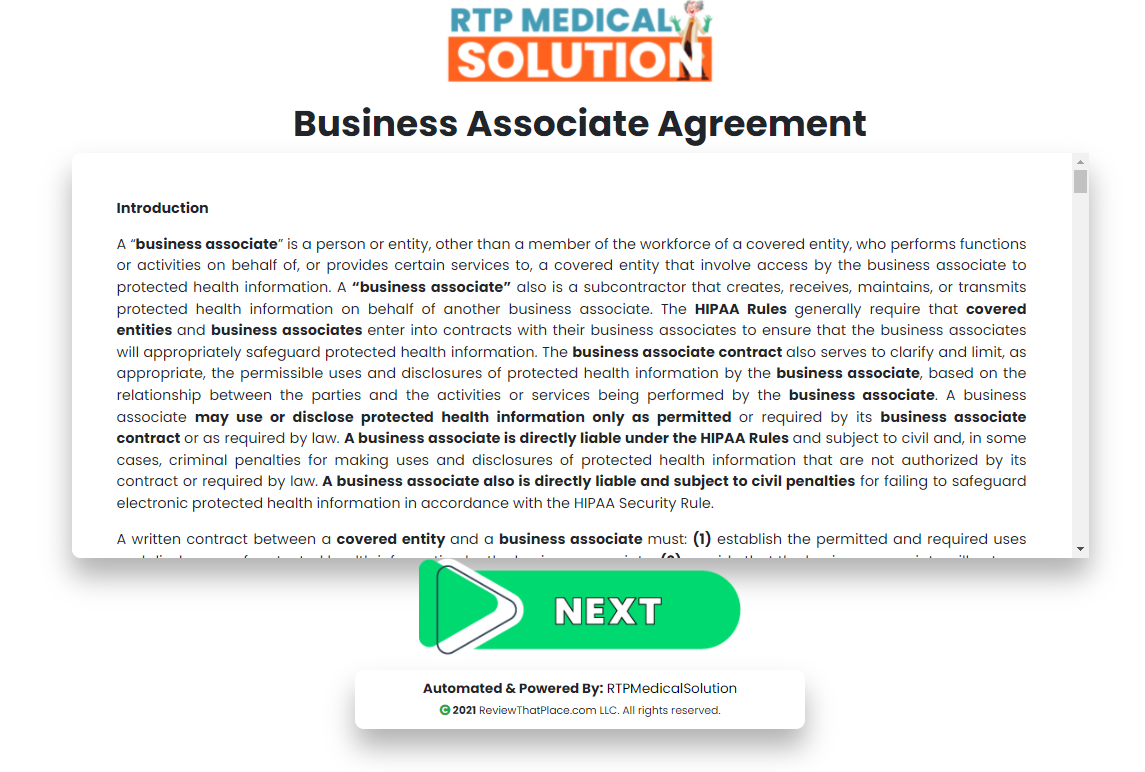 RTP MEDICAL
SOLUTION
Business Associate Agreement
Introduction
A “business associate” is a person or entity, other than a member of the workforce of a covered entity, who performs functions
or activities on behalf of, or provides certain services to, a covered entity that involve access by the business associate to
protected health information. A “business associate” also is a subcontractor that creates, receives, maintains, or transmits
protected health information on behalf of another business associate. The HIPAA Rules generally require that covered
entities and business associates enter into contracts with their business associates to ensure that the business associates
will appropriately safeguard protected health information. The business associate contract also serves to clarify and limit, as
appropriate, the permissible uses and disclosures of protected health information by the business associate, based on the
relationship between the parties and the activities or services being performed by the business associate. A business
associate may use or disclose protected health information only as permitted or required by its business associate
contract or as required by law. A business associate is directly liable under the HIPAA Rules and subject to civil and, in some
cases, criminal penalties for making uses and disclosures of protected health information that are not authorized by its
contract or required by law. A business associate also is directly liable and subject to civil penalties for failing to safeguard
electronic protected health information in accordance with the HIPAA Security Rule.
A written contract between a covered entity and a business associate must: (1) establish the permitted and required uses
NEXT
Automated & Powered By: RTPMedicalSolution
© 2021 ReviewThatPlace.com LLC. All rights reserved.